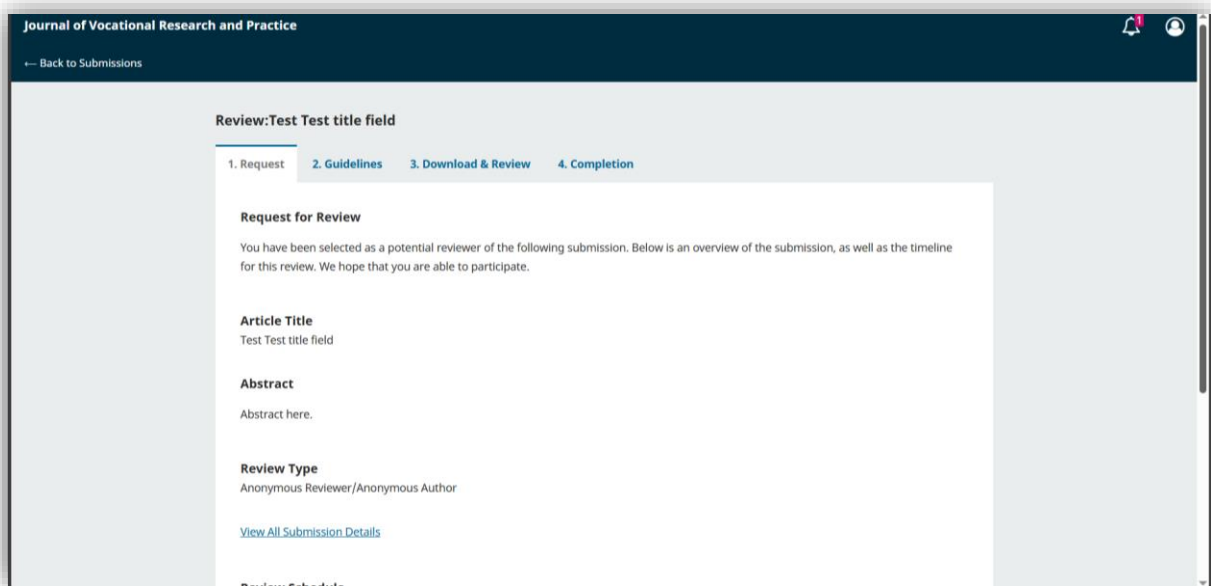 Journal of Vocational Research and Practice
1
← Back to Submissions
Review:Test Test title field
1. Request 2. Guidelines 3. Download & Review 4. Completion
Request for Review
You have been selected as a potential reviewer of the following submission. Below is an overview of the submission, as well as the timeline
for this review. We hope that you are able to participate.
Article Title
Test Test title field
Abstract
Abstract here.
Review Type
Anonymous Reviewer/Anonymous Author
View All Submission Details
Review Schedule